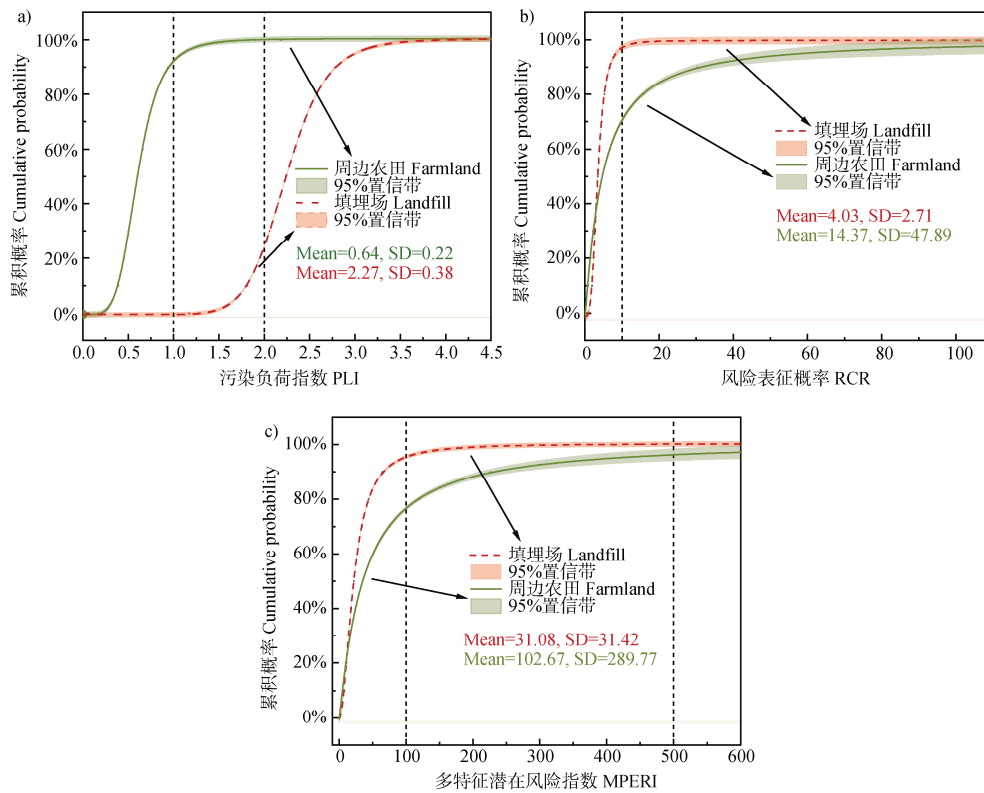 a)
累积概率 Cumulative probability
100%
80%
60%
40%
20%
0%
0.0 0.5 1.0 1.5 2.0 2.5 3.0 3.5 4.0 4.5
污染负荷指数 PLI
周边农田 Farmland
95%置信带
填埋场 Landfill
95%置信带
Mean=0.64, SD=0.22
Mean=2.27, SD=0.38
b)
累积概率 Cumulative probability
100%
80%
60%
40%
20%
0%
0 20 40 60 80 100
风险表征概率 RCR
填埋场 Landfill
95%置信带
周边农田 Farmland
95%置信带
Mean=4.03, SD=2.71
Mean=14.37, SD=47.89
c)
累积概率 Cumulative probability
100%
80%
60%
40%
20%
0%
0 100 200 300 400 500 600
多特征潜在风险指数 MPERI
填埋场 Landfill
95%置信带
周边农田 Farmland
95%置信带
Mean=31.08, SD=31.42
Mean=102.67, SD=289.77